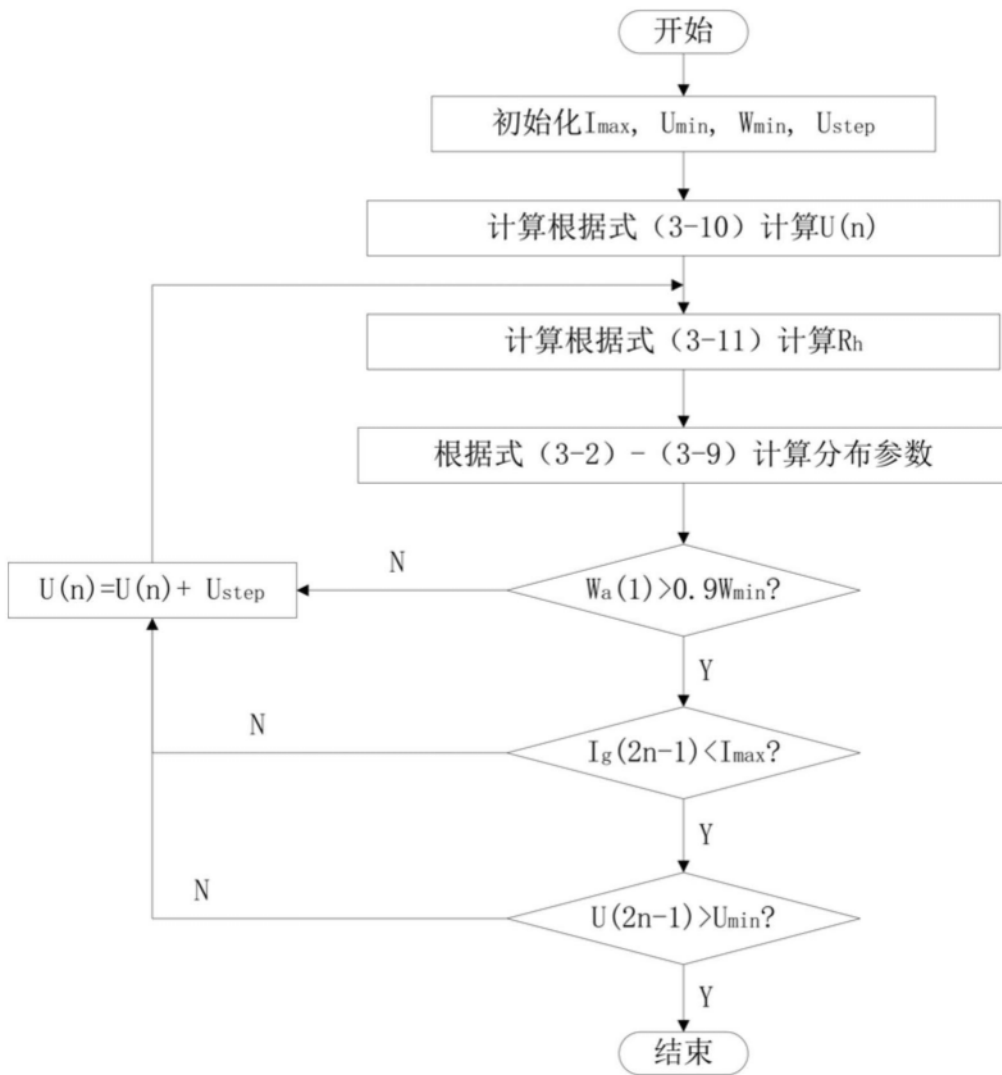 开始
初始化Imax, Umin, Wmin, Ustep
计算根据式（3-10）计算U(n)
计算根据式（3-11）计算Rh
根据式（3-2）-（3-9）计算分布参数
N
U(n)=U(n)+ Ustep
Wa(1)>0.9Wmin?
Y
N
Ig(2n-1)<Imax?
Y
N
U(2n-1)>Umin?
Y
结束